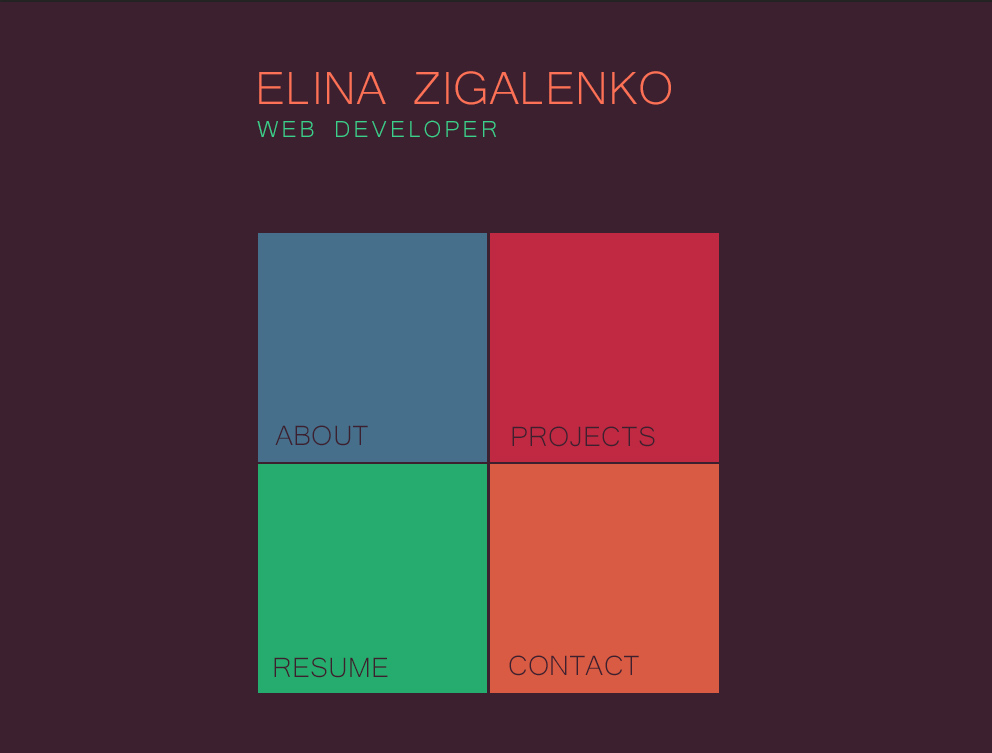 ELINA ZIGALENKO
WEB DEVELOPER
ABOUT
PROJECTS
RESUME
CONTACT